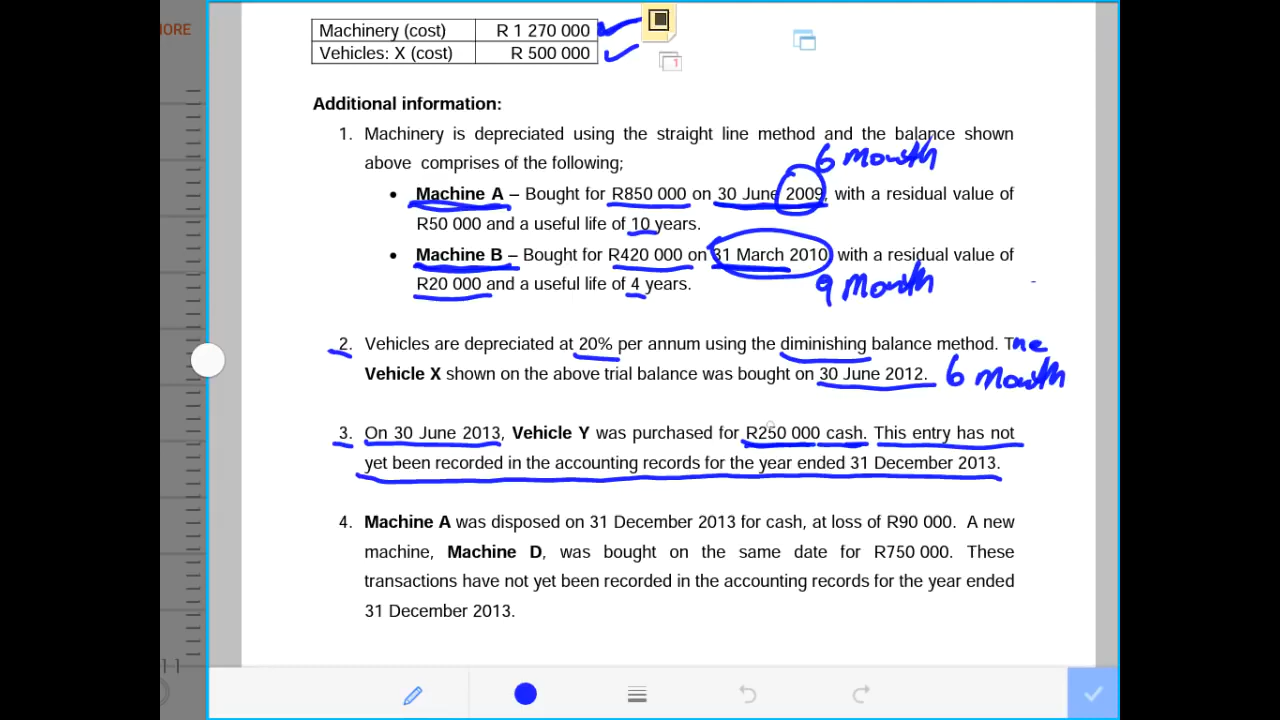 ORE
Machinery (cost) R 1 270 000
Vehicles: X (cost) R 500 000
1
Additional information:
1. Machinery is depreciated using the straight line method and the balance shown
above comprises of the following;
6 month
• Machine A – Bought for R850 000 on 30 June 2009, with a residual value of
R50 000 and a useful life of 10 years.
• Machine B – Bought for R420 000 on 31 March 2010, with a residual value of
R20 000 and a useful life of 4 years.
9 month
2. Vehicles are depreciated at 20% per annum using the diminishing balance method. The
Vehicle X shown on the above trial balance was bought on 30 June 2012. 6 month
3. On 30 June 2013, Vehicle Y was purchased for R250 000 cash. This entry has not
yet been recorded in the accounting records for the year ended 31 December 2013.
4. Machine A was disposed on 31 December 2013 for cash, at loss of R90 000. A new
machine, Machine D, was bought on the same date for R750 000. These
transactions have not yet been recorded in the accounting records for the year ended
31 December 2013.